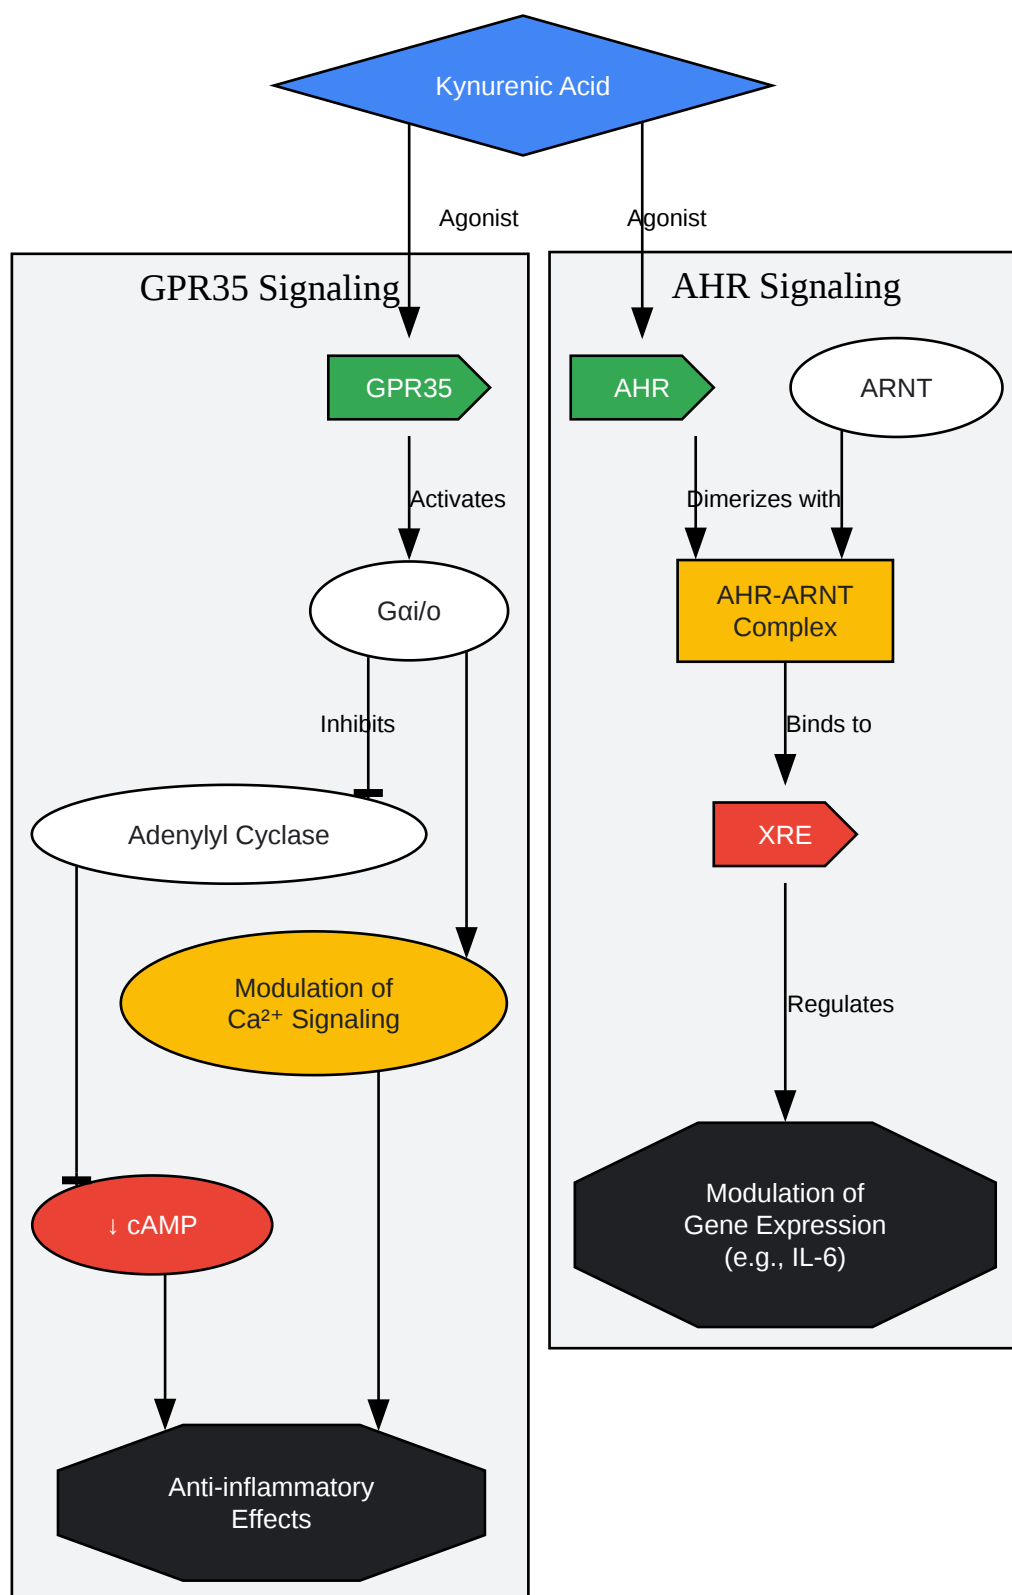 Kynurenic Acid
Agonist
Agonist
GPR35 Signaling
GPR35
Activates
Gαi/o
Inhibits
Adenylyl Cyclase
Modulation of
Ca²⁺ Signaling
↓ cAMP
Anti-inflammatory
Effects
AHR Signaling
AHR
ARNT
Dimerizes with
AHR-ARNT
Complex
Binds to
XRE
Regulates
Modulation of
Gene Expression
(e.g., IL-6)